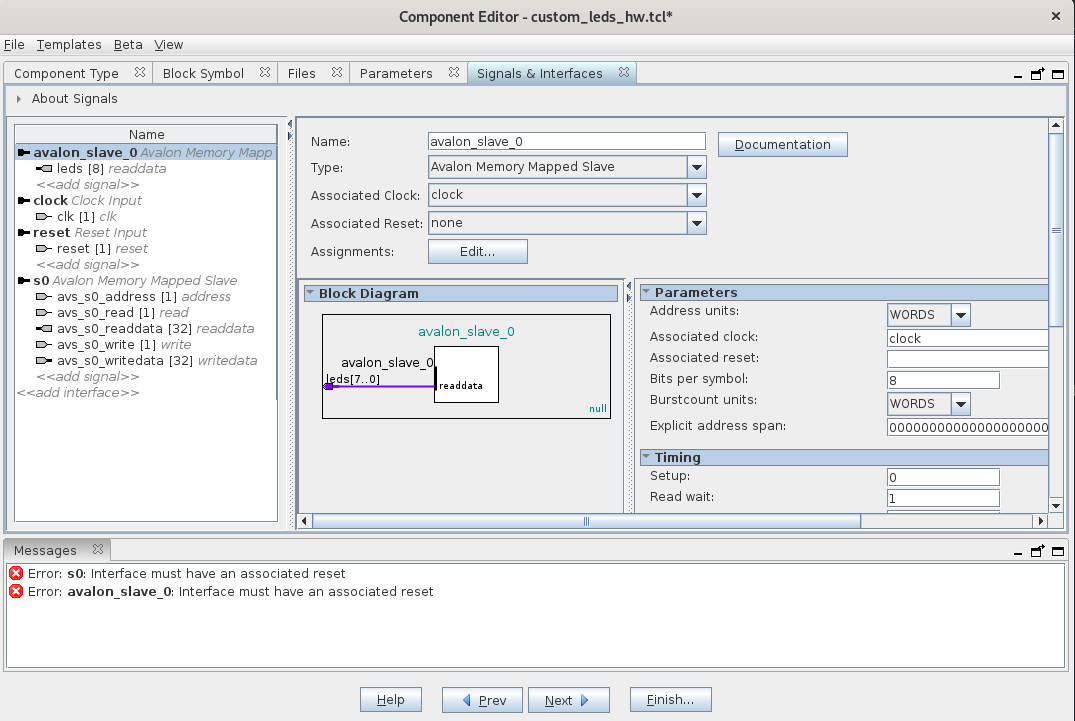 Component Editor - custom_leds_hw.tcl*
File Templates Beta View
Component Type Block Symbol Files Parameters Signals & Interfaces
About Signals
Name
avalon_slave_0 Avalon Memory Mapp
leds [8] readdata
<<add signal>>
clock Clock Input
clk [1] clk
reset Reset Input
reset [1] reset
<<add signal>>
s0 Avalon Memory Mapped Slave
avs_s0_address [1] address
avs_s0_read [1] read
avs_s0_readdata [32] readdata
avs_s0_write [1] write
avs_s0_writedata [32] writedata
<<add signal>>
<<add interface>>
Name: avalon_slave_0 Documentation
Type: Avalon Memory Mapped Slave
Associated Clock: clock
Associated Reset: none
Assignments: Edit...
Block Diagram
avalon_slave_0
avalon_slave_0
leds[7..0]
readdata
null
Parameters
Address units: WORDS
Associated clock: clock
Associated reset:
Bits per symbol: 8
Burstcount units: WORDS
Explicit address span: 00000000000000000000
Timing
Setup: 0
Read wait: 1
Messages
Error: s0: Interface must have an associated reset
Error: avalon_slave_0: Interface must have an associated reset
Help Prev Next Finish...